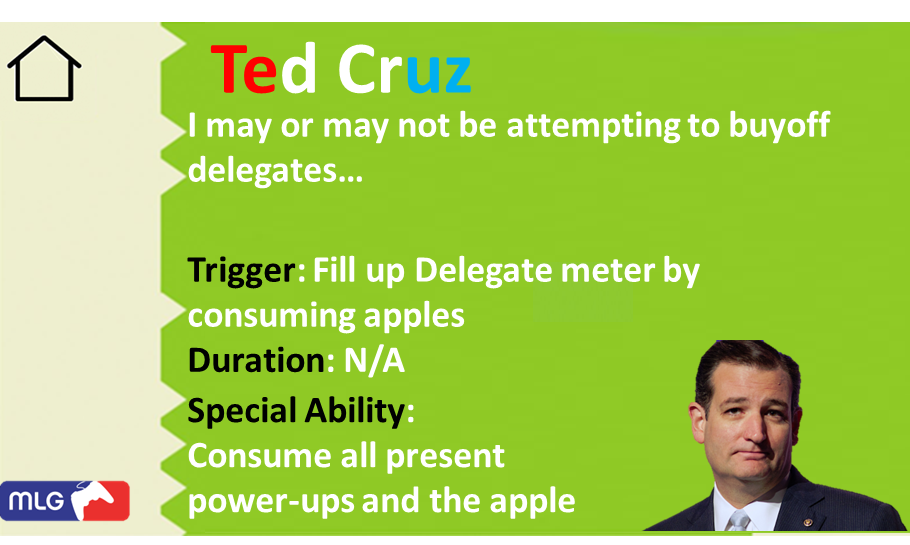 Ted Cruz
I may or may not be attempting to buyoff
delegates...
Trigger: Fill up Delegate meter by
consuming apples
Duration: N/A
Special Ability:
Consume all present
power-ups and the apple
MLG